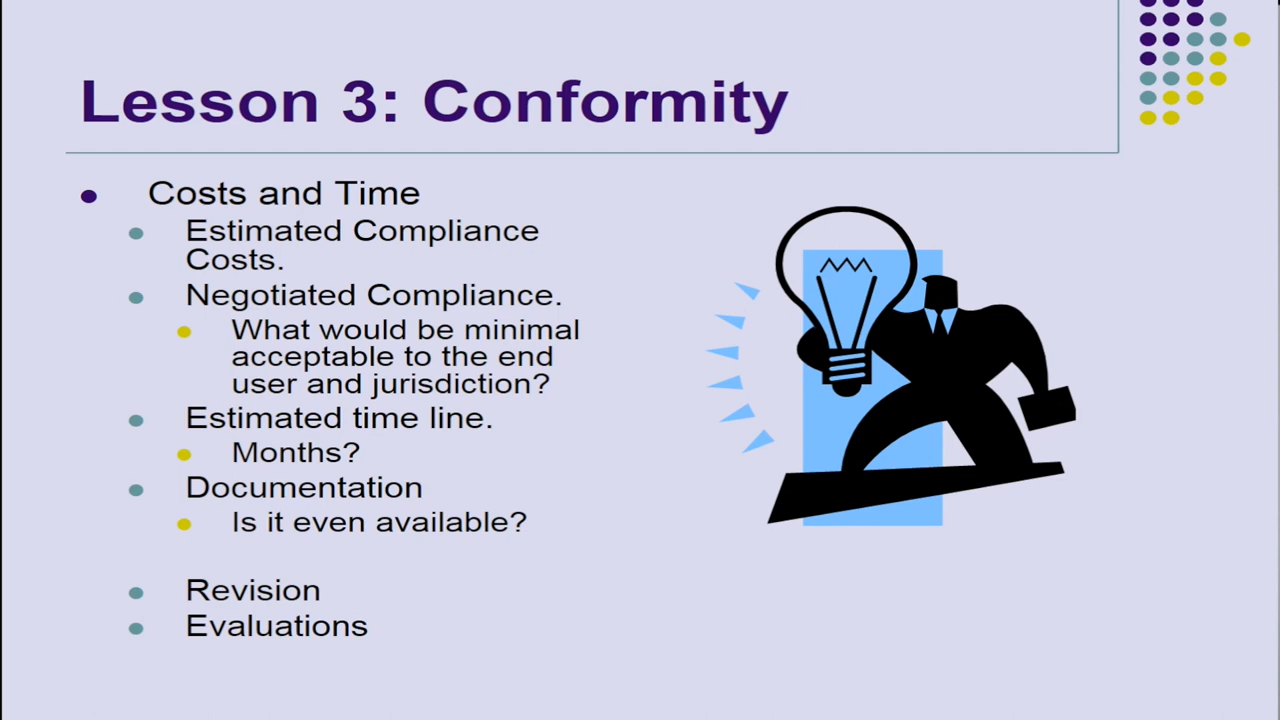 Lesson 3: Conformity
Costs and Time
Estimated Compliance
Costs.
Negotiated Compliance.
What would be minimal
acceptable to the end
user and jurisdiction?
Estimated time line.
Months?
Documentation
Is it even available?
Revision
Evaluations